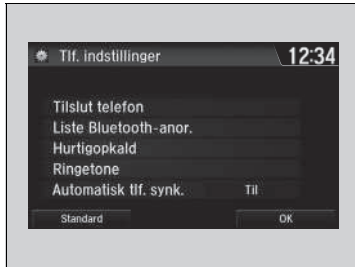 Tlf. indstillinger 12:34
Tilslut telefon
Liste Bluetooth-anor.
Hurtigopkald
Ringetone
Automatisk tlf. synk. Til
Standard OK